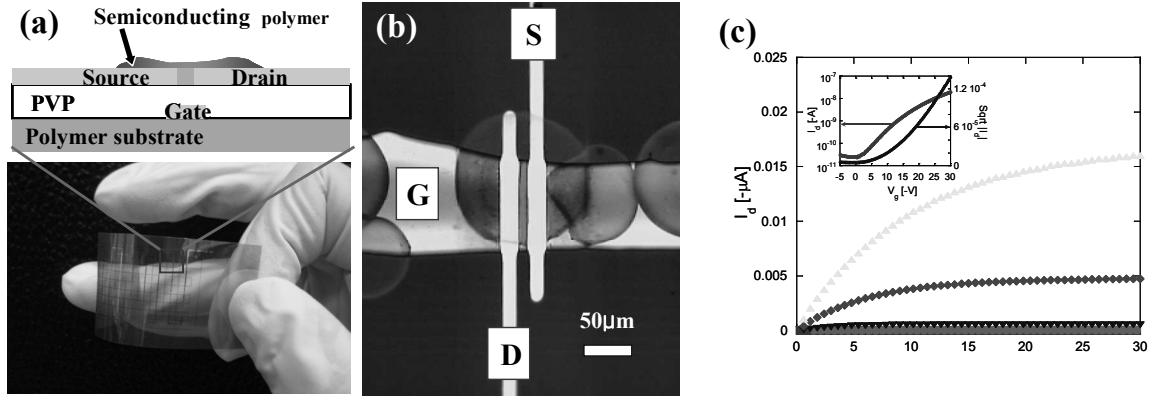 (a)
Semiconducting polymer
Source Drain
PVP
Gate
Polymer substrate
(b)
S
G
D
50μm
(c)
I_d [-μA]
0.025
0.02
0.015
0.01
0.005
0
0 5 10 15 20 25 30
I_d [-A]
10^-7
10^-8
10^-9
10^-10
10^-11
-5 0 5 10 15 20 25 30
V_g [-V]
1.2 10^-4
6 10^-5
0
Sqrt |I_d|